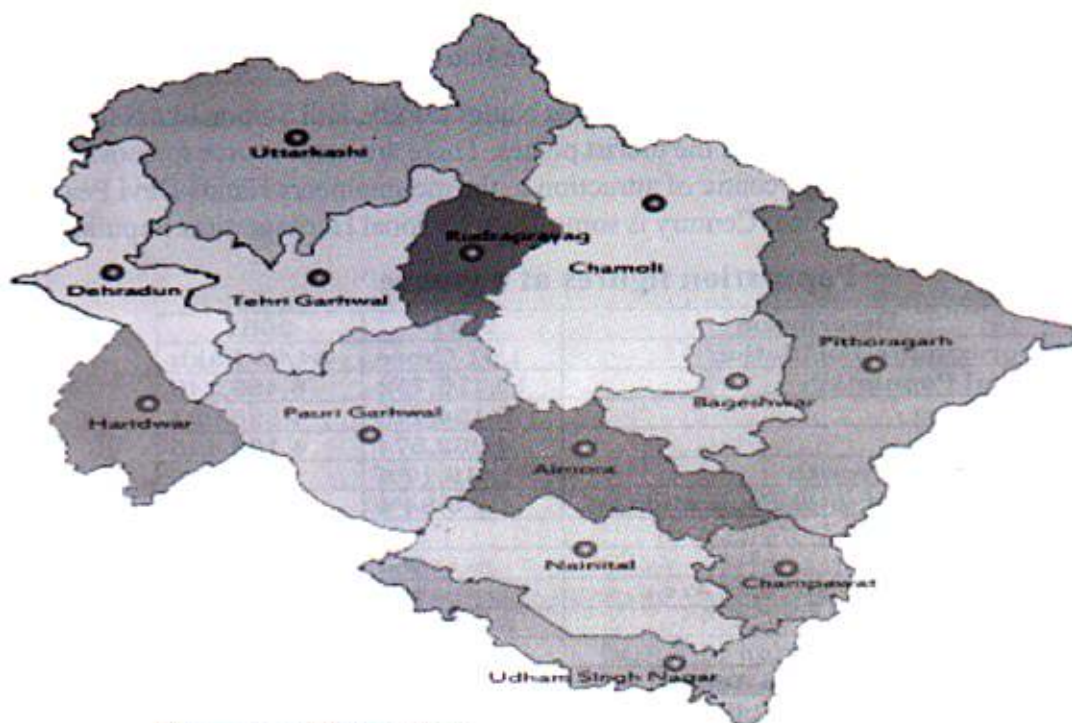 Uttarkashi
Rudraprayag
Chamoli
Dehradun
Tehri Garhwal
Pithoragarh
Bageshwar
Pauri Garhwal
Haridwar
Almora
Nainital
Champawat
Udham Singh Nagar